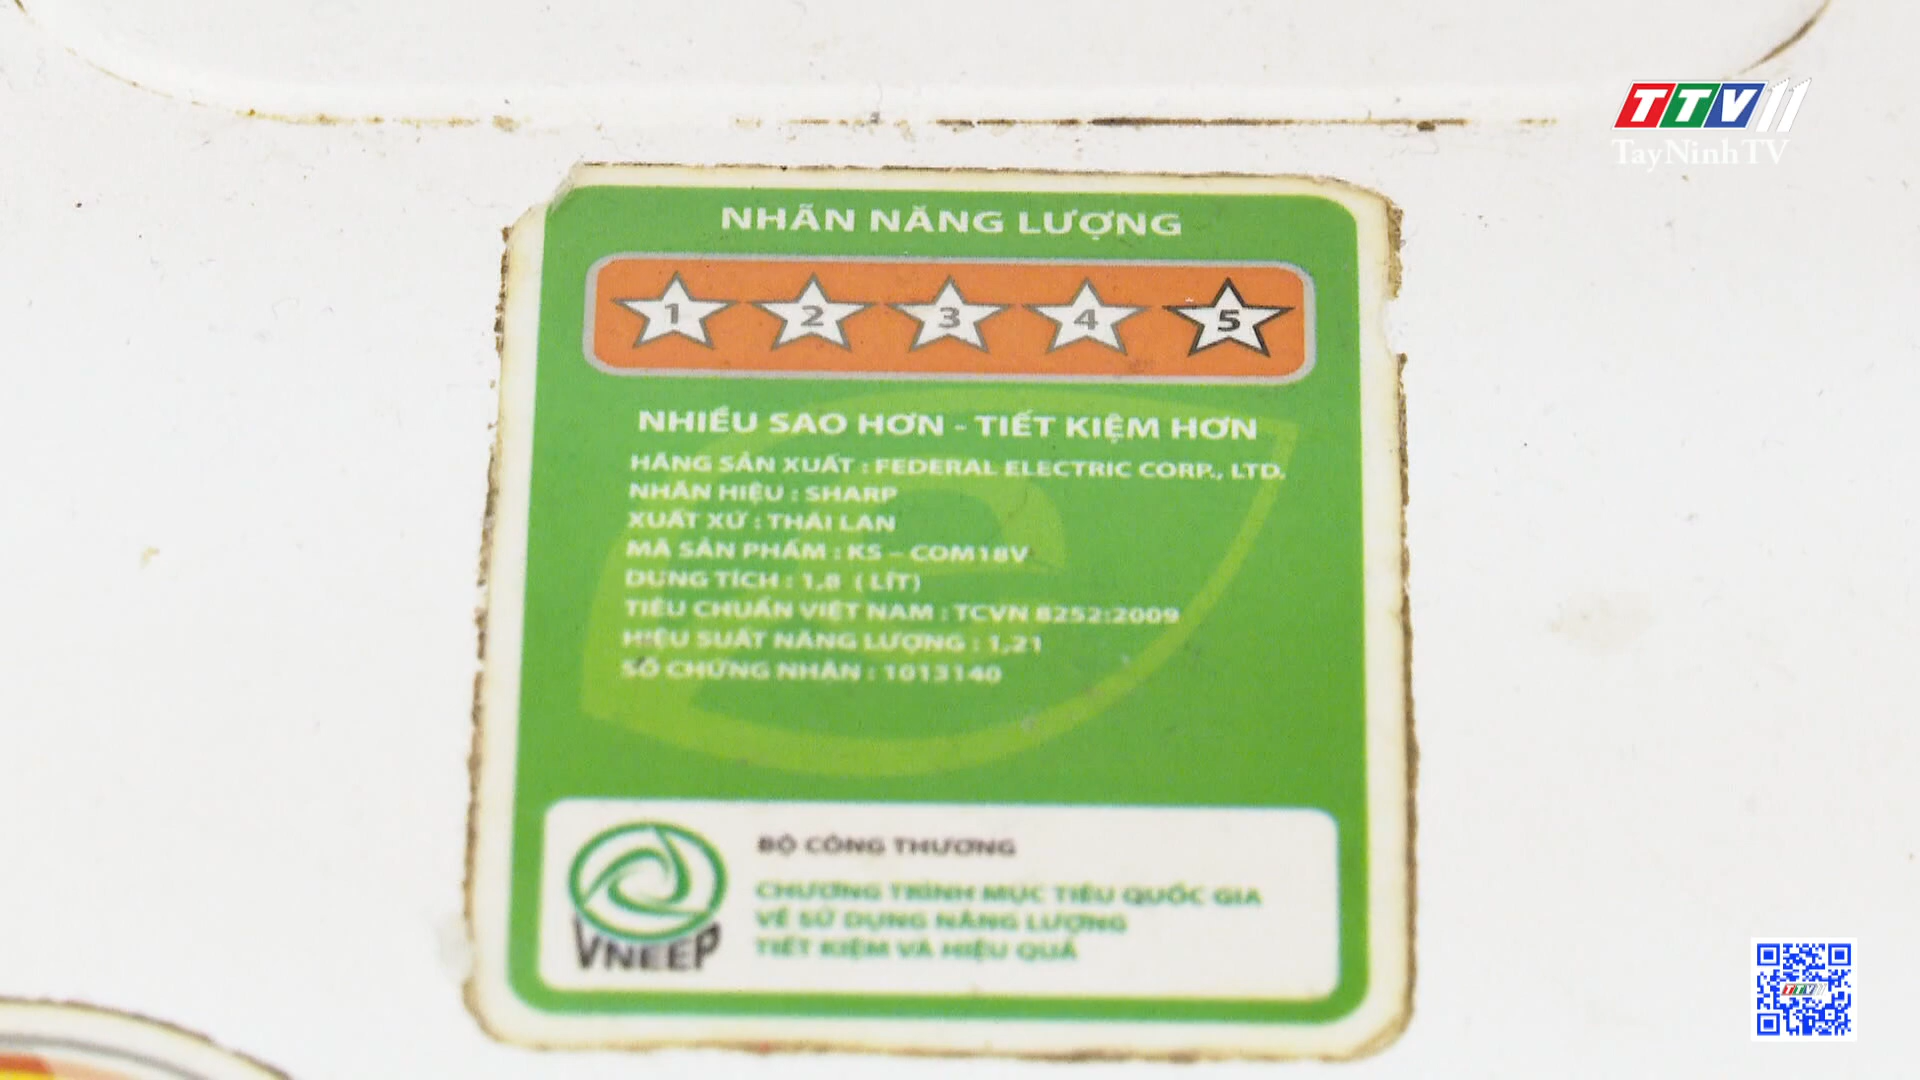 TTV11
TayNinhTV
NHÃN NĂNG LƯỢNG
1 2 3 4 5
NHIỀU SAO HƠN - TIẾT KIỆM HƠN
HÃNG SẢN XUẤT : FEDERAL ELECTRIC CORP., LTD.
NHÃN HIỆU : SHARP
XUẤT XỨ : THÁI LAN
MÃ SẢN PHẨM : KS – COM18V
DUNG TÍCH : 1,8 ( LÍT)
TIÊU CHUẨN VIỆT NAM : TCVN 8252:2009
HIỆU SUẤT NĂNG LƯỢNG : 1,21
SỐ CHỨNG NHẬN : 1013140
BỘ CÔNG THƯƠNG
CHƯƠNG TRÌNH MỤC TIÊU QUỐC GIA
VỀ SỬ DỤNG NĂNG LƯỢNG
TIẾT KIỆM VÀ HIỆU QUẢ
VNEEP
TTV11